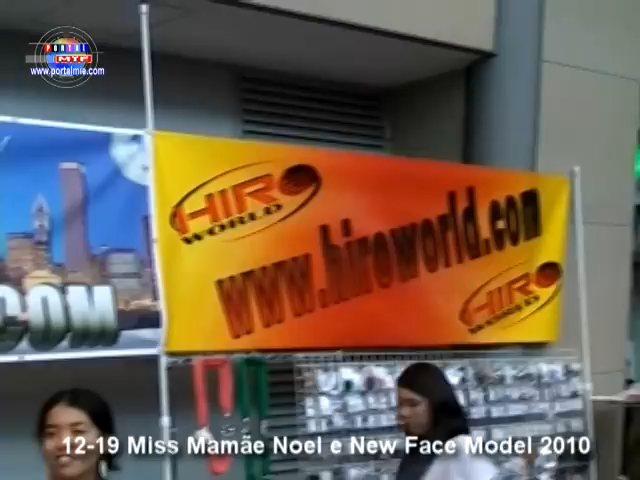 PORTAL
MIE
www.portalmie.com
HIRO
WORLD
www.hiroworld.com
HIRO
WORLD
.COM
12-19 Miss Mamãe Noel e New Face Model 2010